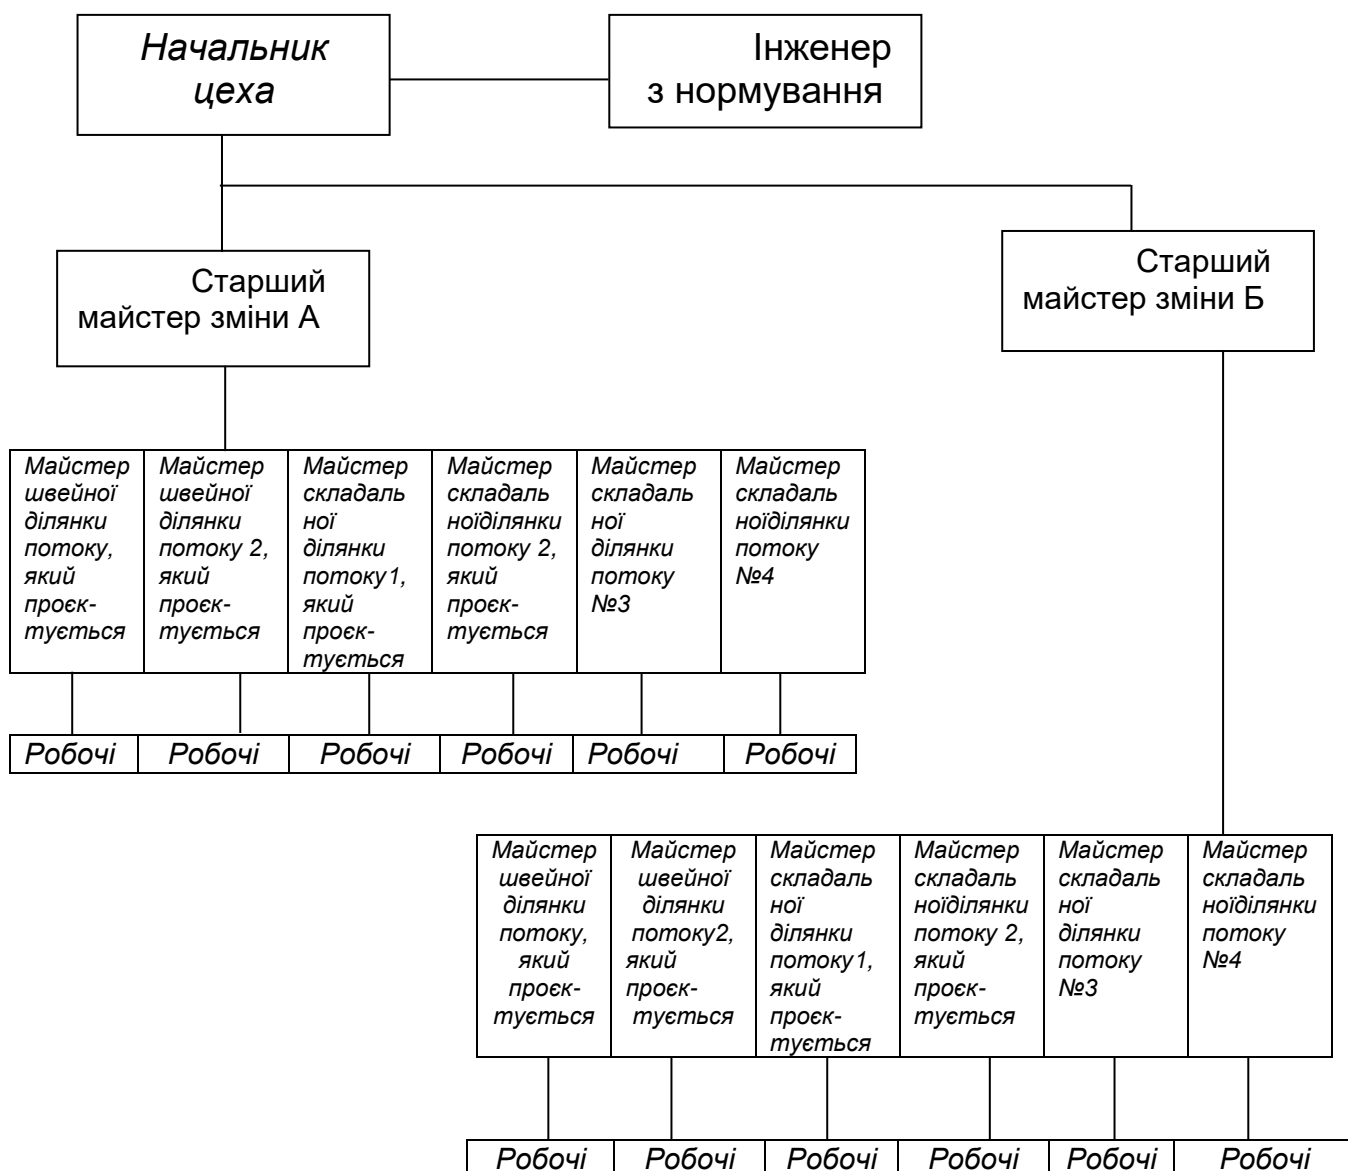 Начальник
цеха
Інженер
з нормування
Старший
майстер зміни А
Старший
майстер зміни Б
Майстер
швейної
ділянки
потоку,
який
проєк-
тується
Майстер
швейної
ділянки
потоку 2,
який
проєк-
тується
Майстер
складаль
ної
ділянки
потоку1,
який
проєк-
тується
Майстер
складаль
ноїділянки
потоку 2,
який
проєк-
тується
Майстер
складаль
ної
ділянки
потоку
№3
Майстер
складаль
ноїділянки
потоку
№4
Робочі
Робочі
Робочі
Робочі
Робочі
Робочі
Майстер
швейної
ділянки
потоку,
який
проєк-
тується
Майстер
швейної
ділянки
потоку2,
який
проєк-
тується
Майстер
складаль
ної
ділянки
потоку1,
який
проєк-
тується
Майстер
складаль
ноїділянки
потоку 2,
який
проєк-
тується
Майстер
складаль
ної
ділянки
потоку
№3
Майстер
складаль
ноїділянки
потоку
№4
Робочі
Робочі
Робочі
Робочі
Робочі
Робочі